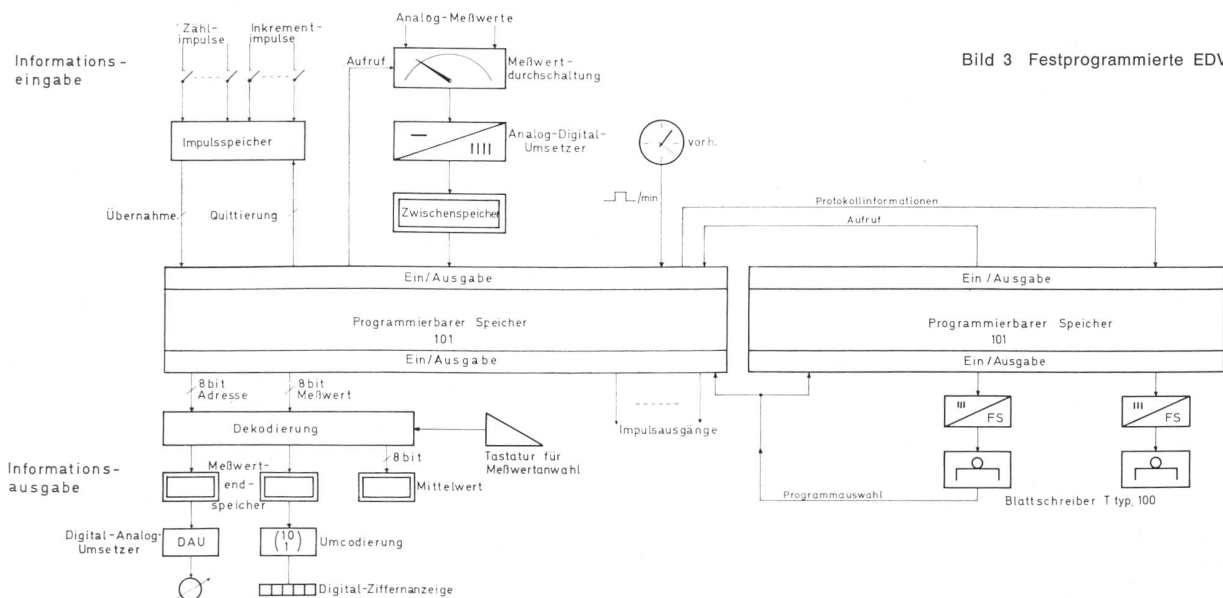 Analog-Meßwerte
Zähl-
impulse
Inkrement-
impulse
Informations-
eingabe
Aufruf
Meßwert-
durchschaltung
Bild 3 Festprogrammierte EDV
Impulsspeicher
Analog-Digital-
Umsetzer
vorh.
Übernahme
Quittierung
Zwischenspeicher
/min
Protokollinformationen
Aufruf
Ein/Ausgabe
Programmierbarer Speicher
101
Ein/Ausgabe
Ein/Ausgabe
Programmierbarer Speicher
101
Ein/Ausgabe
8bit
Adresse
8bit
Meßwert
Dekodierung
Tastatur für
Meßwertanwahl
Impulsausgänge
FS
FS
Informations-
ausgabe
Meßwert-
end-
speicher
8bit
Mittelwert
Programmauswahl
Blattschreiber T typ. 100
Digital-Analog-
Umsetzer
DAU
(10
1)
Umcodierung
Digital-Ziffernanzeige